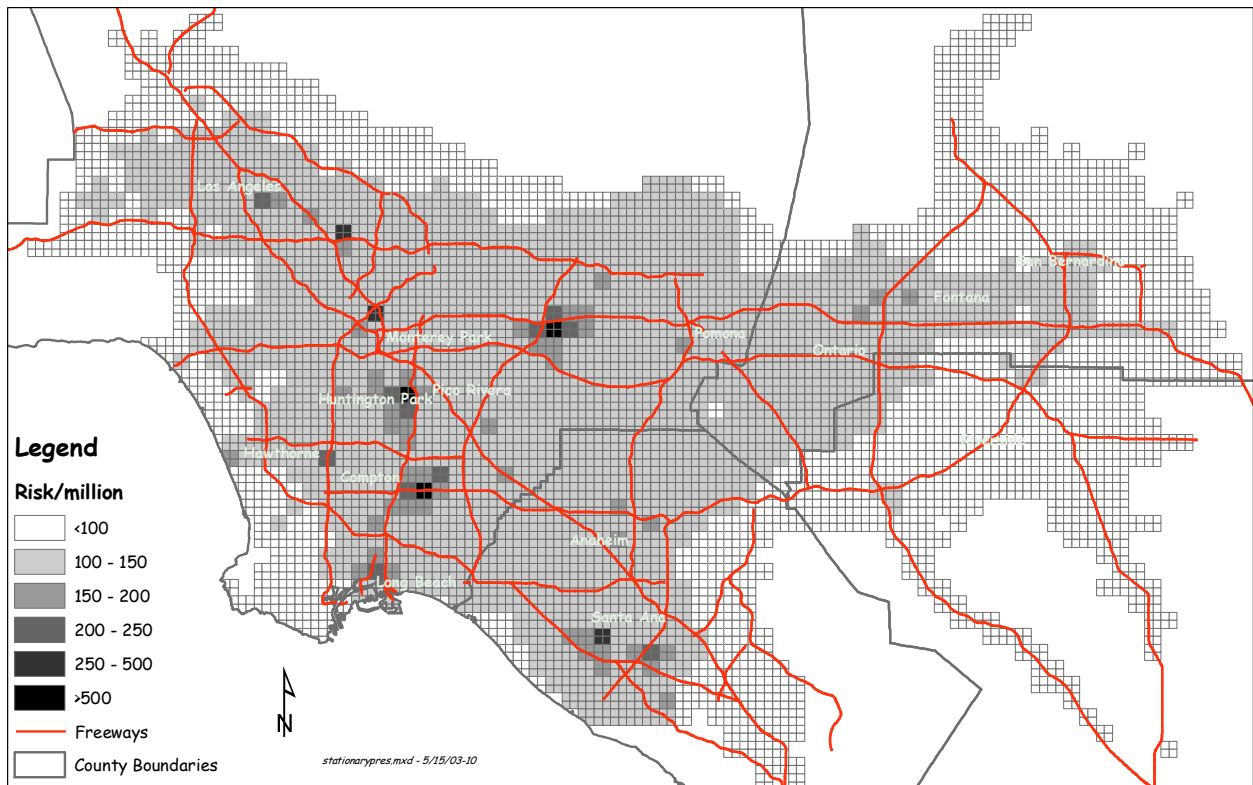 Los Angeles
San Bernardino
Fontana
Monterey Park
Pomona
Ontario
Pico Rivera
Huntington Park
Hawthorne
Compton
Anaheim
Long Beach
Santa Ana
Legend
Risk/million
<100
100 - 150
150 - 200
200 - 250
250 - 500
>500
Freeways
County Boundaries
N
stationarypres.mxd - 5/15/03-10